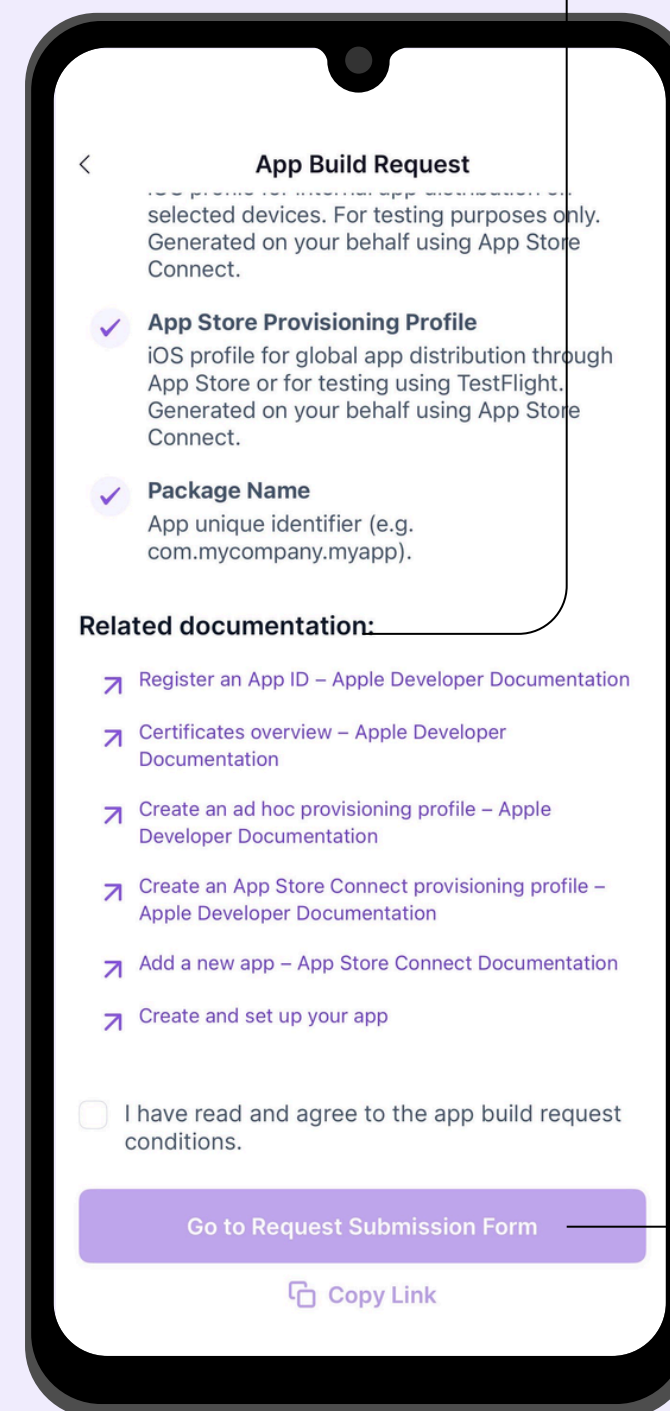 App Build Request
selected devices. For testing purposes only.
Generated on your behalf using App Store
Connect.
App Store Provisioning Profile
iOS profile for global app distribution through
App Store or for testing using TestFlight.
Generated on your behalf using App Store
Connect.
Package Name
App unique identifier (e.g.
com.mycompany.myapp).
Related documentation:
Register an App ID – Apple Developer Documentation
Certificates overview – Apple Developer
Documentation
Create an ad hoc provisioning profile – Apple
Developer Documentation
Create an App Store Connect provisioning profile –
Apple Developer Documentation
Add a new app – App Store Connect Documentation
Create and set up your app
I have read and agree to the app build request
conditions.
Go to Request Submission Form
Copy Link